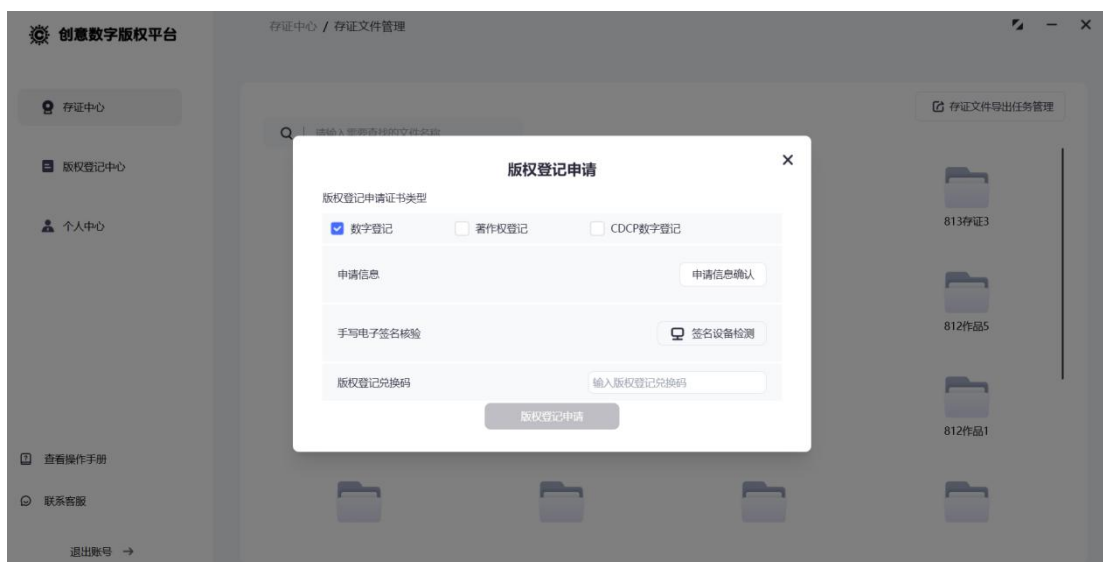 创意数字版权平台
存证中心 / 存证文件管理
存证中心
存证文件导出任务管理
请输入需要查找的文件名称
版权登记中心
版权登记申请
版权登记申请证书类型
个人中心
数字登记
著作权登记
CDCP数字登记
813存证3
申请信息
申请信息确认
手写电子签名核验
签名设备检测
812作品5
版权登记兑换码
输入版权登记兑换码
版权登记申请
812作品1
查看操作手册
联系客服
退出账号 →